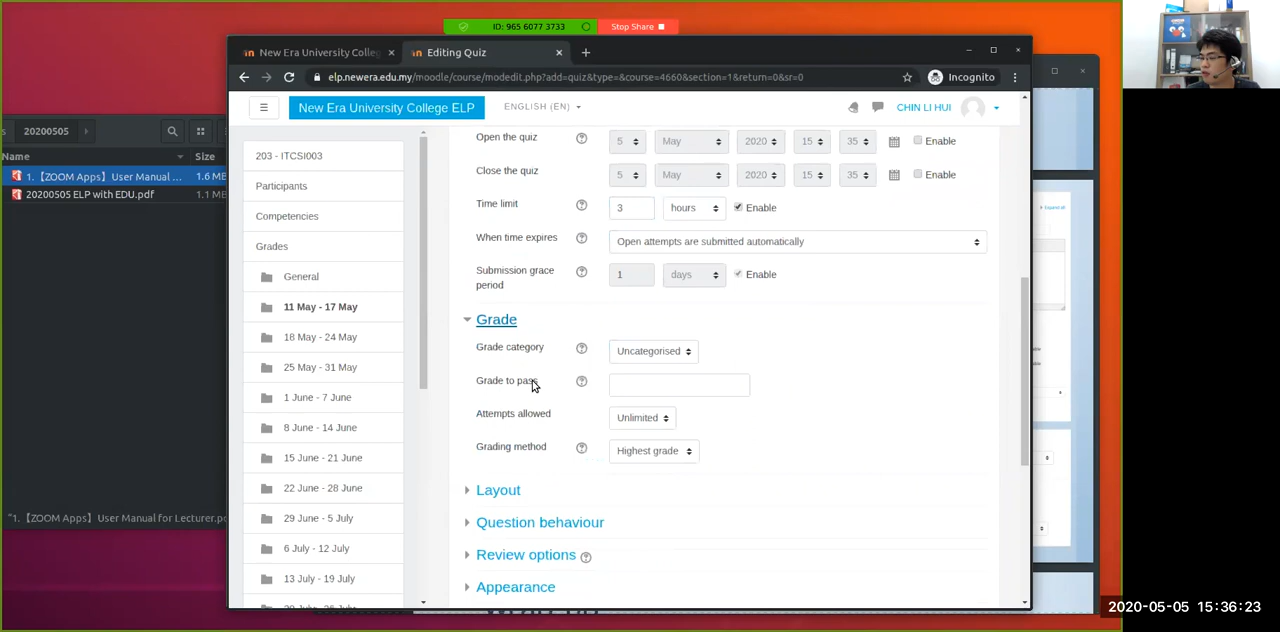 ID: 965 6077 3733
Stop Share
New Era University Colleg
Editing Quiz
elp.newera.edu.my/moodle/course/modedit.php?add=quiz&type=&course=4660&section=1&return=0&sr=0
Incognito
New Era University College ELP
ENGLISH (EN)
CHIN LI HUI
20200505
Name
Size
1.【ZOOM Apps】User Manual ...
1.6 MB
20200505 ELP with EDU.pdf
1.1 MB
"1.【ZOOM Apps】User Manual for Lecturer.pd
203 - ITCSI003
Participants
Competencies
Grades
General
11 May - 17 May
18 May - 24 May
25 May - 31 May
1 June - 7 June
8 June - 14 June
15 June - 21 June
22 June - 28 June
29 June - 5 July
6 July - 12 July
13 July - 19 July
Open the quiz
5
May
2020
15
35
Enable
Close the quiz
5
May
2020
15
35
Enable
Time limit
3
hours
Enable
When time expires
Open attempts are submitted automatically
Submission grace
period
1
days
Enable
Grade
Grade category
Uncategorised
Grade to pass
Attempts allowed
Unlimited
Grading method
Highest grade
Layout
Question behaviour
Review options
Appearance
Expand all
2020-05-05 15:36:23